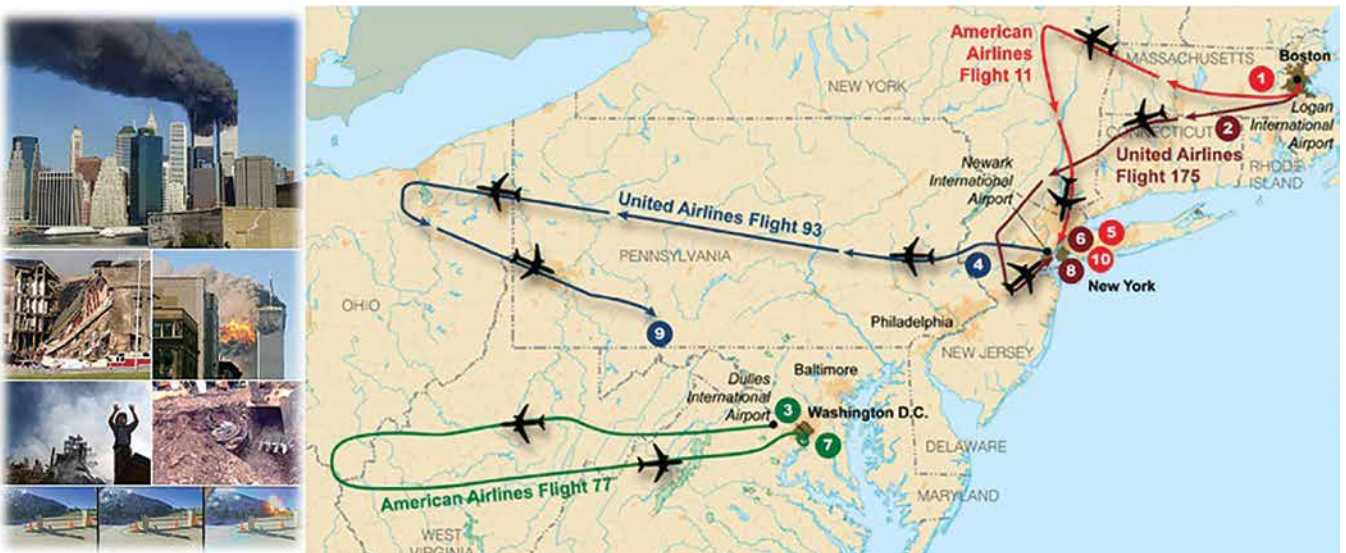 American
Airlines
Flight 11
MASSACHUSETTS
Boston
1
Logan
International
Airport
NEW YORK
2
CONNECTICUT
United Airlines
Flight 175
RHODE
ISLAND
Newark
International
Airport
United Airlines Flight 93
PENNSYLVANIA
4
6
5
8
10
New York
OHIO
9
Philadelphia
NEW JERSEY
Baltimore
Dulles
International
Airport
3
Washington D.C.
7
American Airlines Flight 77
DELAWARE
MARYLAND
WEST
VIRGINIA